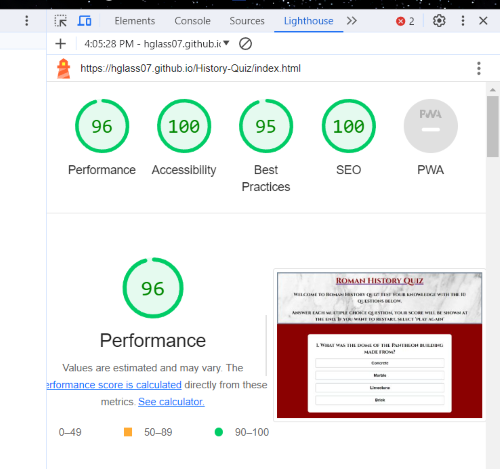 Elements Console Sources Lighthouse 2
4:05:28 PM - hglass07.github.i
https://hglass07.github.io/History-Quiz/index.html
96 100 95 100 PWA
Performance Accessibility Best Practices SEO PWA
96
Performance
Values are estimated and may vary. The
erformance score is calculated directly from these
metrics. See calculator.
0–49 50–89 90–100
Roman History Quiz
Welcome to Roman History Quiz! Test your knowledge with the 10
questions below.
Answer each multiple choice question, your score will be shown at
the end. If you want to restart, select 'Play again'
1. What was the dome of the Pantheon building
made from?
Concrete
Marble
Limestone
Brick